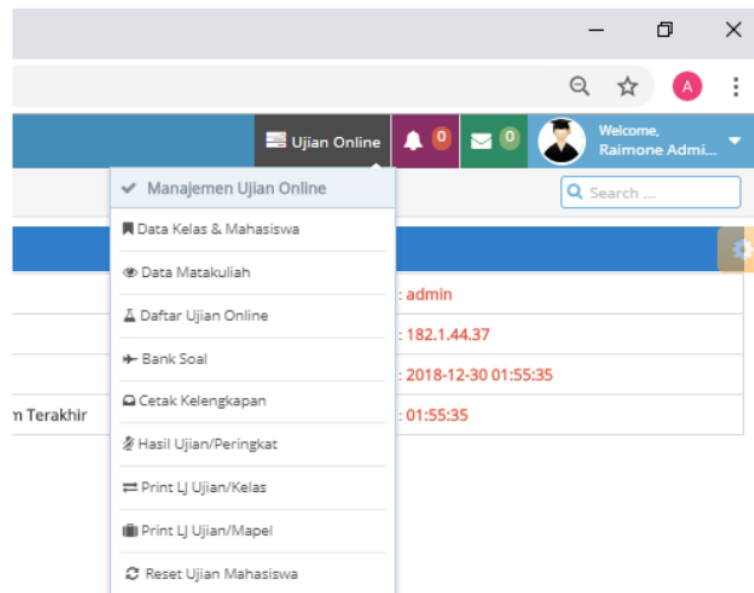 A
Ujian Online
0
0
Welcome,
Raimone Admi...
Manajemen Ujian Online
Search ...
Data Kelas & Mahasiswa
Data Matakuliah
: admin
Daftar Ujian Online
: 182.1.44.37
Bank Soal
: 2018-12-30 01:55:35
Cetak Kelengkapan
m Terakhir
: 01:55:35
Hasil Ujian/Peringkat
Print LJ Ujian/Kelas
Print LJ Ujian/Mapel
Reset Ujian Mahasiswa